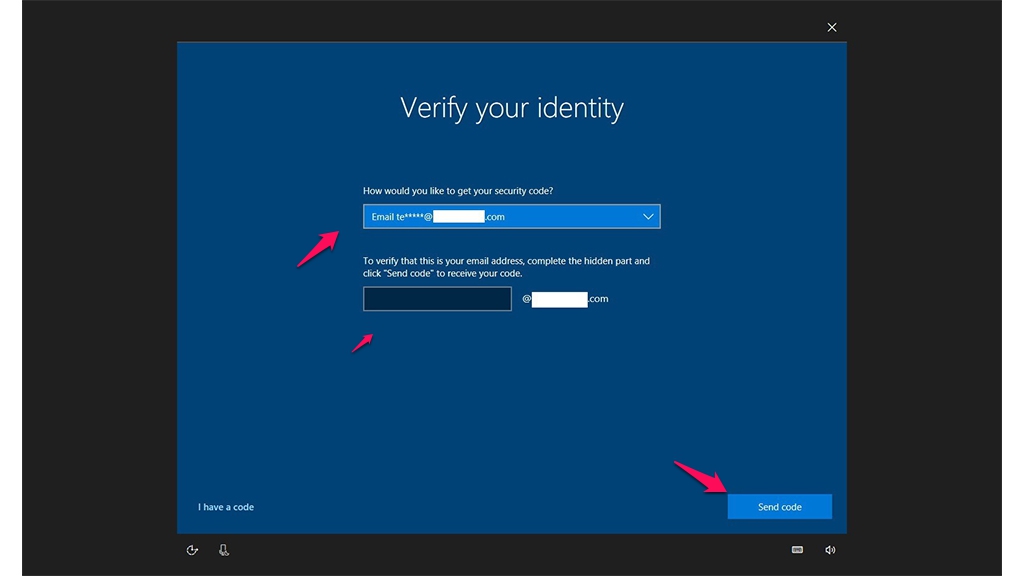 Verify your identity
How would you like to get your security code?
Email te*****@ .com
To verify that this is your email address, complete the hidden part and
click "Send code" to receive your code.
@ .com
I have a code
Send code